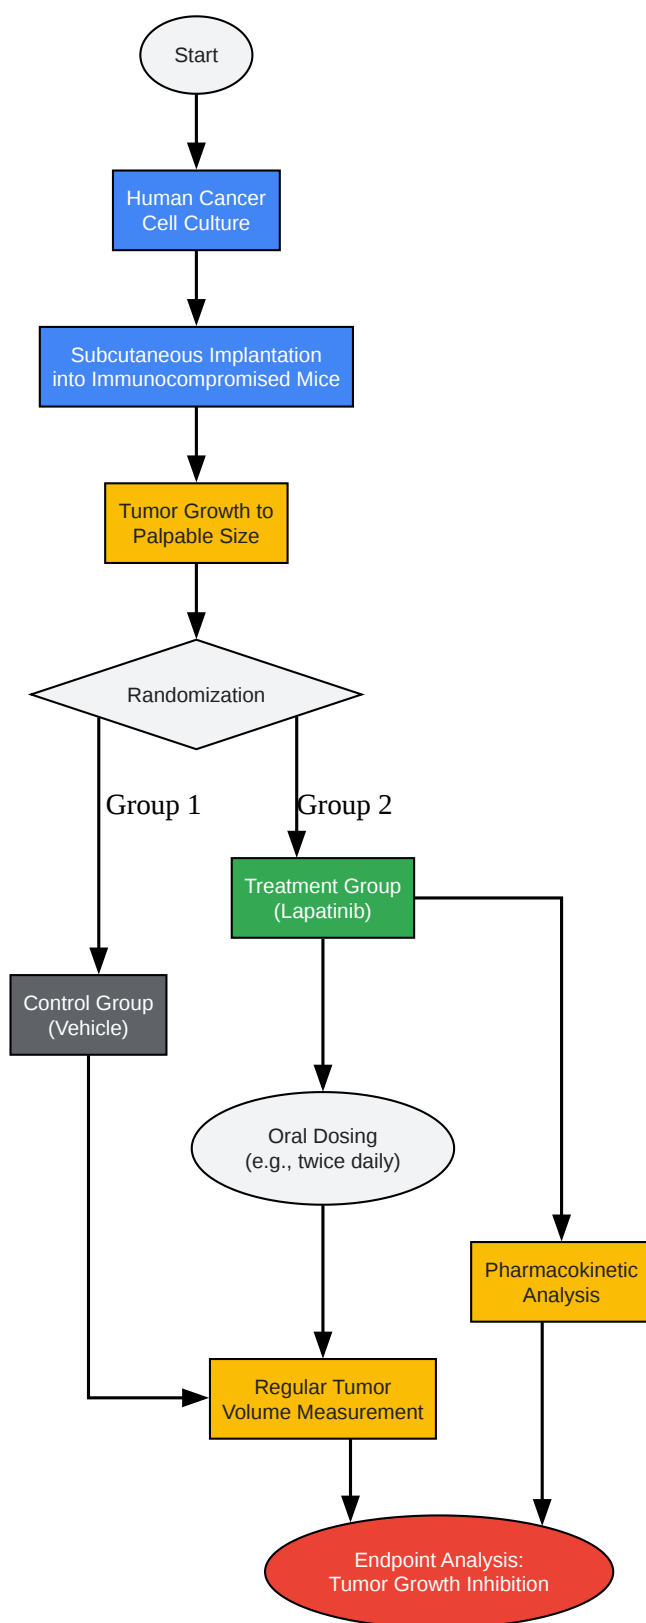 Start
Human Cancer
Cell Culture
Subcutaneous Implantation
into Immunocompromised Mice
Tumor Growth to
Palpable Size
Randomization
Group 1
Group 2
Treatment Group
(Lapatinib)
Control Group
(Vehicle)
Oral Dosing
(e.g., twice daily)
Pharmacokinetic
Analysis
Regular Tumor
Volume Measurement
Endpoint Analysis:
Tumor Growth Inhibition